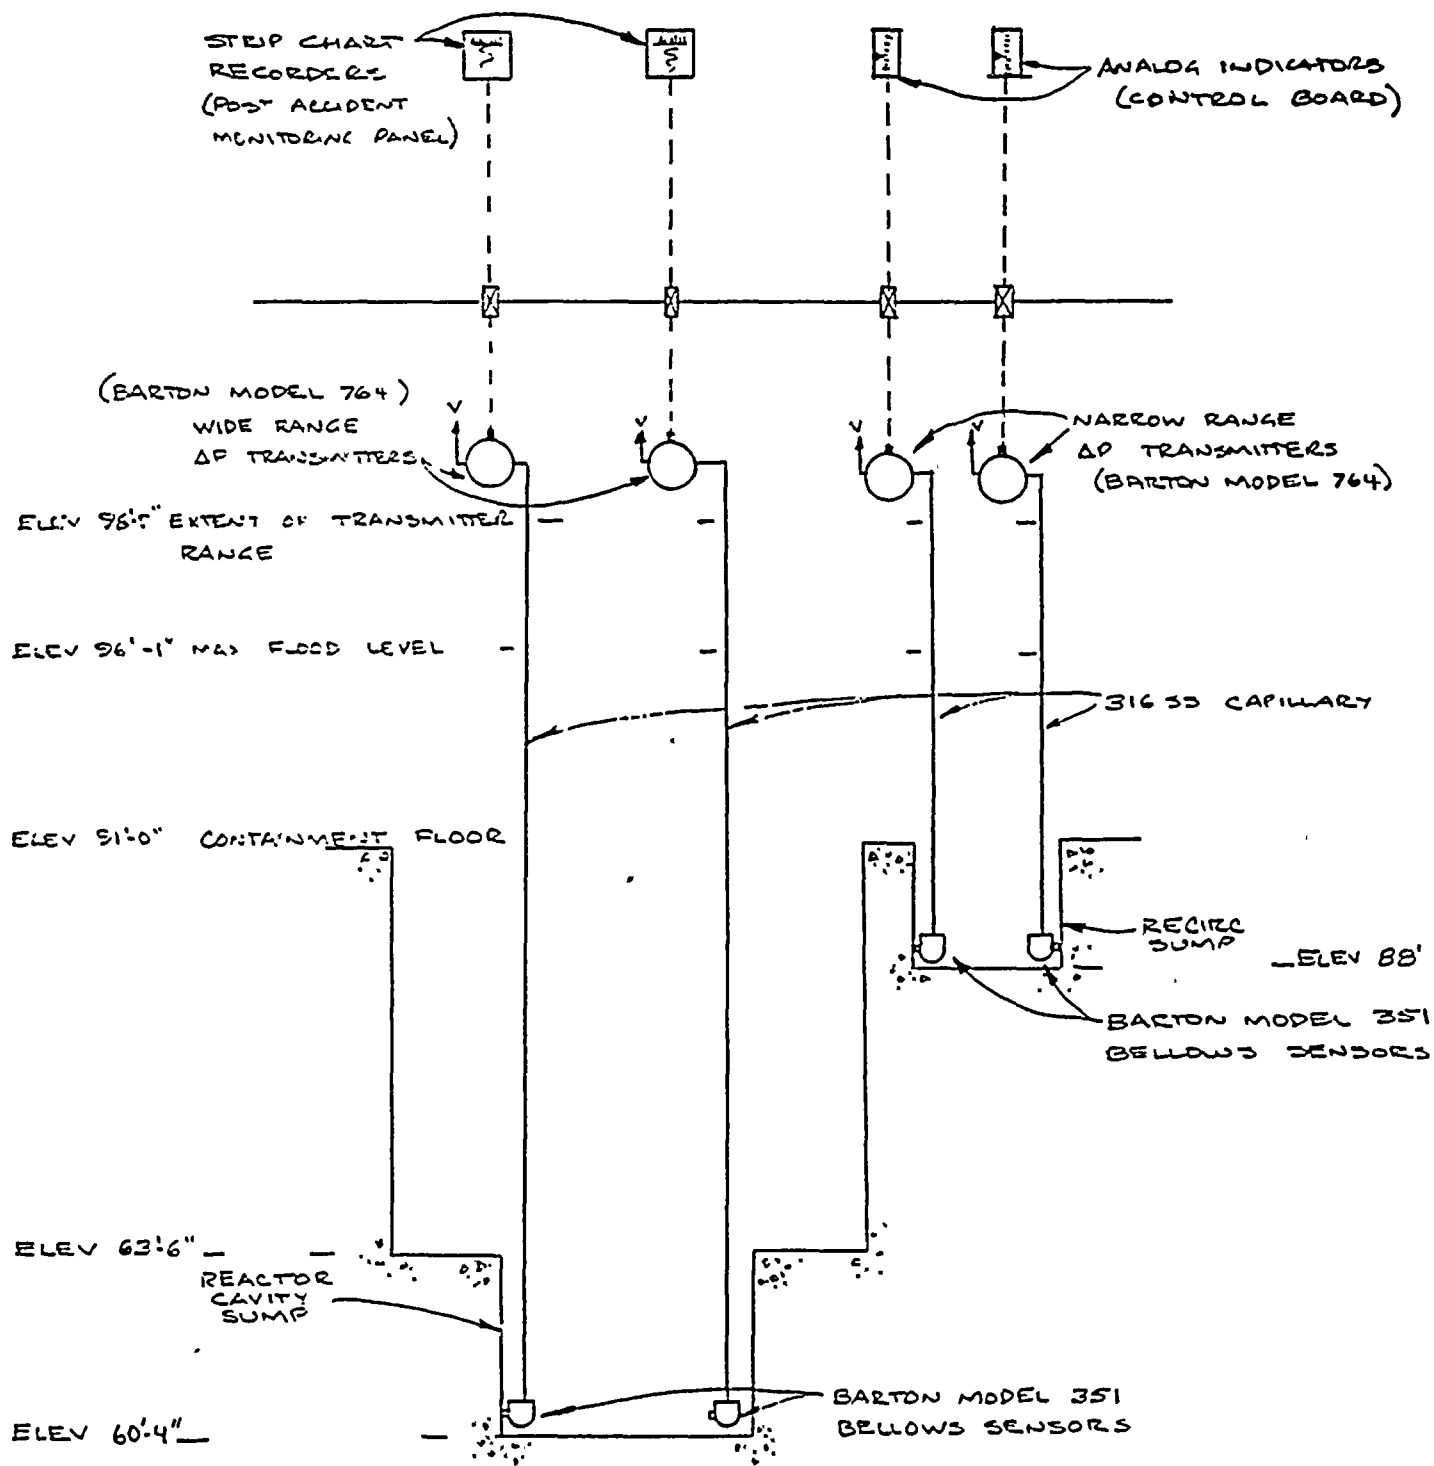 STRIP CHART
RECORDERS
(POST ACCIDENT
MONITORING PANEL)
ANALOG INDICATORS
(CONTROL BOARD)
(BARTON MODEL 764)
WIDE RANGE
ΔP TRANSMITTERS
V
V
V
V
NARROW RANGE
ΔP TRANSMITTERS
(BARTON MODEL 764)
ELEV EXTENT OF TRANSMITTER
RANGE
ELEV 96'-1" MAX FLOOD LEVEL
316 SS CAPILLARY
ELEV 91'-0" CONTAINMENT FLOOR
RECIRC
SUMP
ELEV 88'
BARTON MODEL 351
BELLOWS SENSORS
ELEV 63'-6"
REACTOR
CAVITY
SUMP
BARTON MODEL 351
BELLOWS SENSORS
ELEV 60'-4"